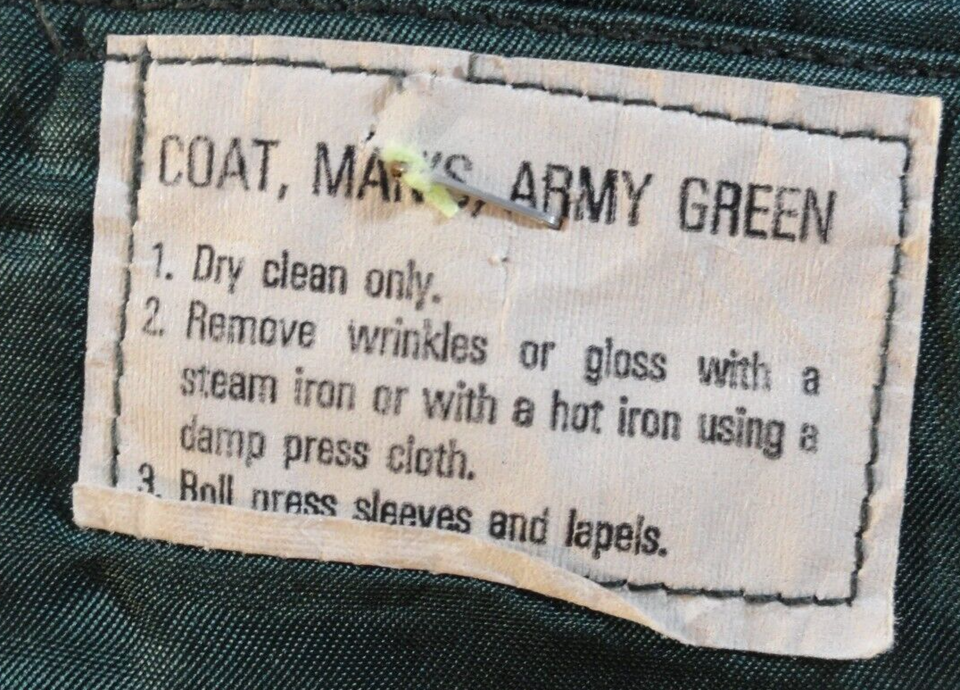 COAT, MAN'S, ARMY GREEN
1. Dry clean only.
2. Remove wrinkles or gloss with a
steam iron or with a hot iron using a
damp press cloth.
3. Roll press sleeves and lapels.